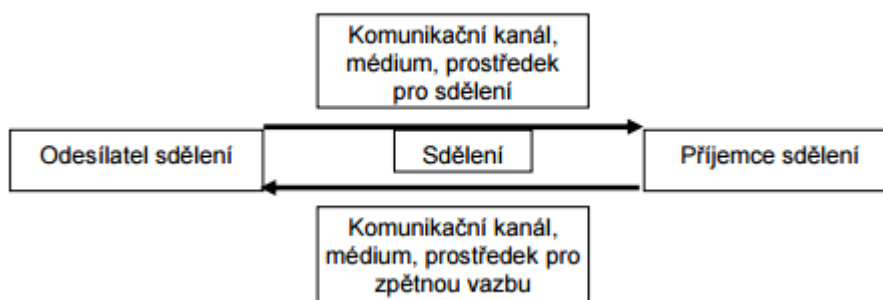 Komunikační kanál,
médium, prostředek
pro sdělení
Odesílatel sdělení
Sdělení
Příjemce sdělení
Komunikační kanál,
médium, prostředek pro
zpětnou vazbu